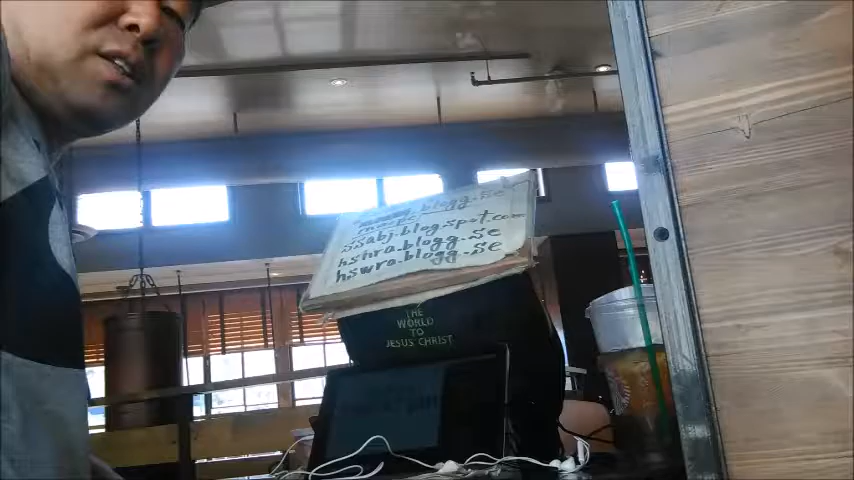 ssabj.blogspot.com
hshra.blogg.se
hswra.blogg.se
THE
WORLD
TO
JESUS CHRIST